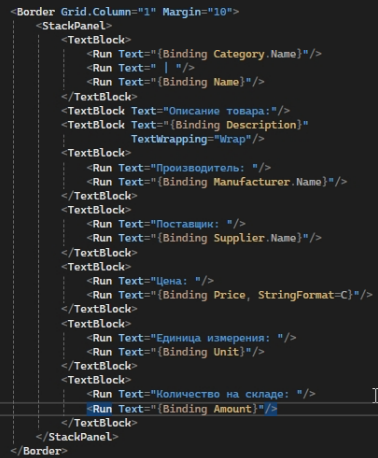 <Border Grid.Column="1" Margin="10">
<StackPanel>
<TextBlock>
<Run Text="{Binding Category.Name}"/>
<Run Text=" | "/>
<Run Text="{Binding Name}"/>
</TextBlock>
<TextBlock Text="Описание товара:"/>
<TextBlock Text="{Binding Description}"
TextWrapping="Wrap"/>
<TextBlock>
<Run Text="Производитель: "/>
<Run Text="{Binding Manufacturer.Name}"/>
</TextBlock>
<TextBlock>
<Run Text="Поставщик: "/>
<Run Text="{Binding Supplier.Name}"/>
</TextBlock>
<TextBlock>
<Run Text="Цена: "/>
<Run Text="{Binding Price, StringFormat=C}"/>
</TextBlock>
<TextBlock>
<Run Text="Единица измерения: "/>
<Run Text="{Binding Unit}"/>
</TextBlock>
<TextBlock>
<Run Text="Количество на складе: "/>
<Run Text="{Binding Amount}"/>
</TextBlock>
</StackPanel>
</Border>